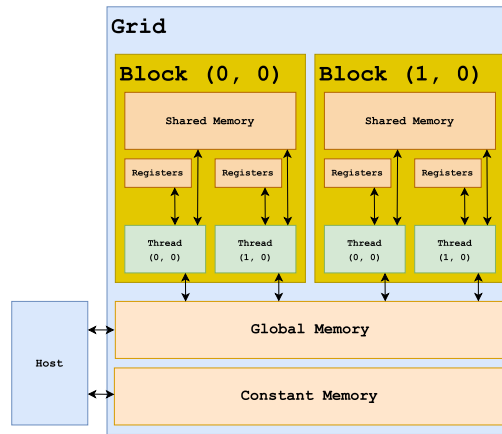 Grid
Block (0, 0)
Block (1, 0)
Shared Memory
Shared Memory
Registers
Registers
Registers
Registers
Thread
(0, 0)
Thread
(1, 0)
Thread
(0, 0)
Thread
(1, 0)
Global Memory
Host
Constant Memory